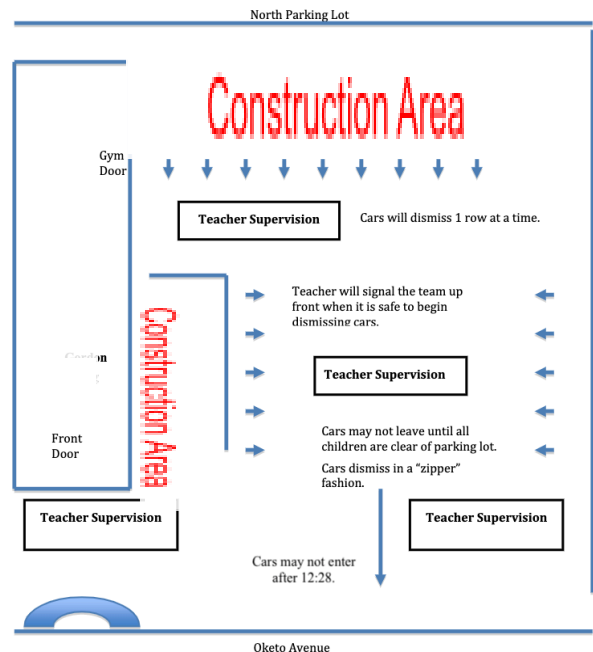 North Parking Lot
Construction Area
Gym
Door
Teacher Supervision
Cars will dismiss 1 row at a time.
Teacher will signal the team up
front when it is safe to begin
dismissing cars.
Construction Area
Teacher Supervision
Front
Door
Cars may not leave until all
children are clear of parking lot.
Cars dismiss in a “zipper”
fashion.
Teacher Supervision
Teacher Supervision
Cars may not enter
after 12:28.
Oketo Avenue